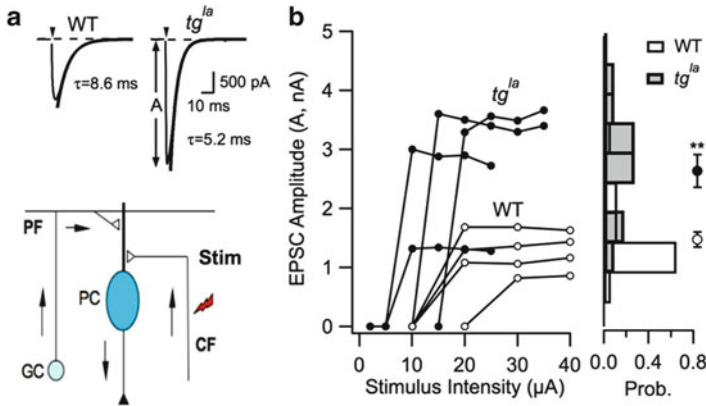 a
WT
tg^la
τ=8.6 ms
A
500 pA
10 ms
τ=5.2 ms
PF
Stim
PC
CF
GC
b
EPSC Amplitude (A, nA)
5
4
3
2
1
0
tg^la
WT
0 10 20 30 40
Stimulus Intensity (µA)
WT
tg^la
**
0.0 0.4 0.8
Prob.